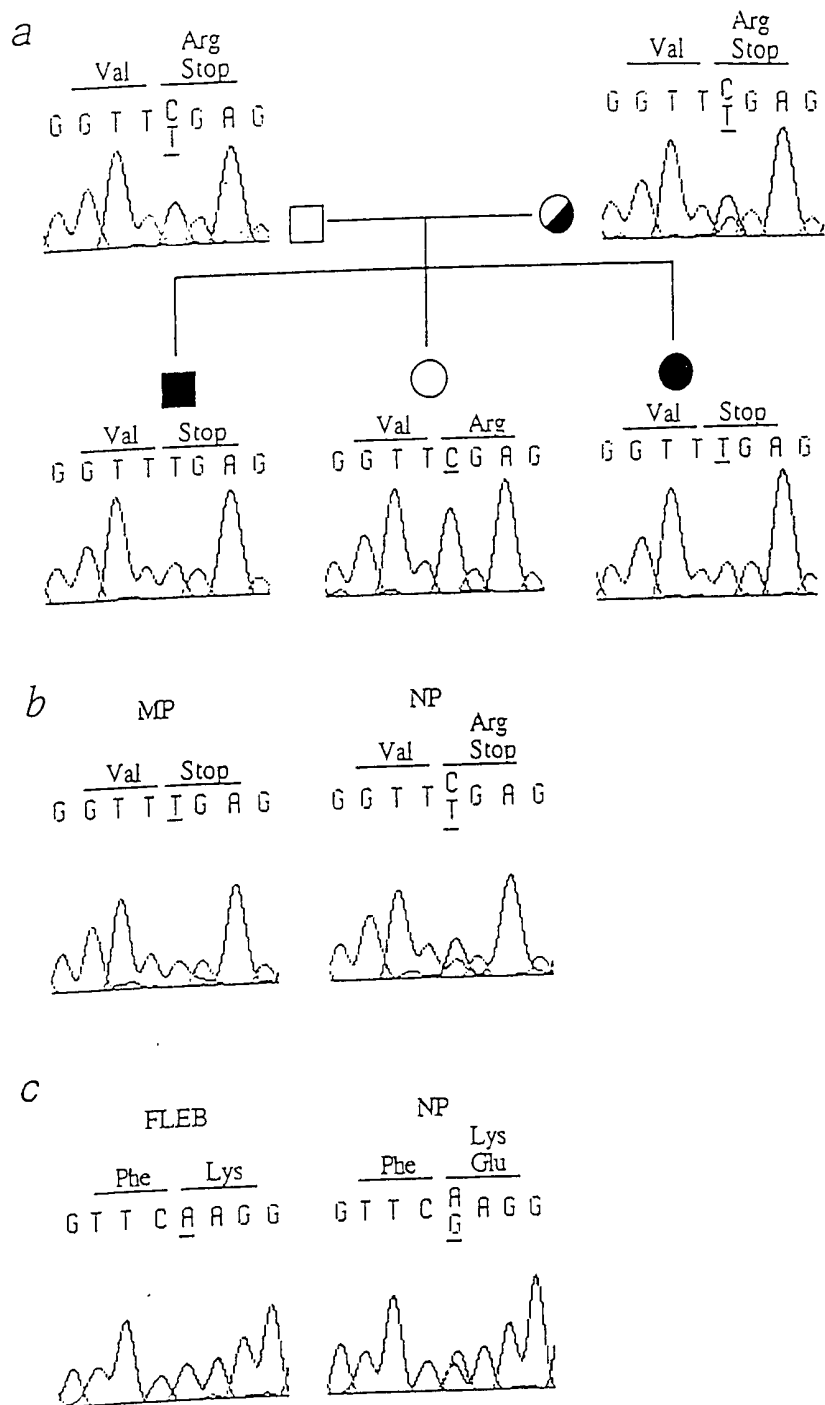 a
Arg
Val Stop
G G T T C G A G
T
Arg
Val Stop
G G T T C G A G
T
Val Stop
G G T T T G A G
Val Arg
G G T T C G A G
Val Stop
G G T T T G A G
b
MP
Val Stop
G G T T T G A G
NP
Arg
Val Stop
G G T T C G A G
T
c
FLEB
Phe Lys
G T T C A A G G
NP
Lys
Phe Glu
G T T C A A G G
G